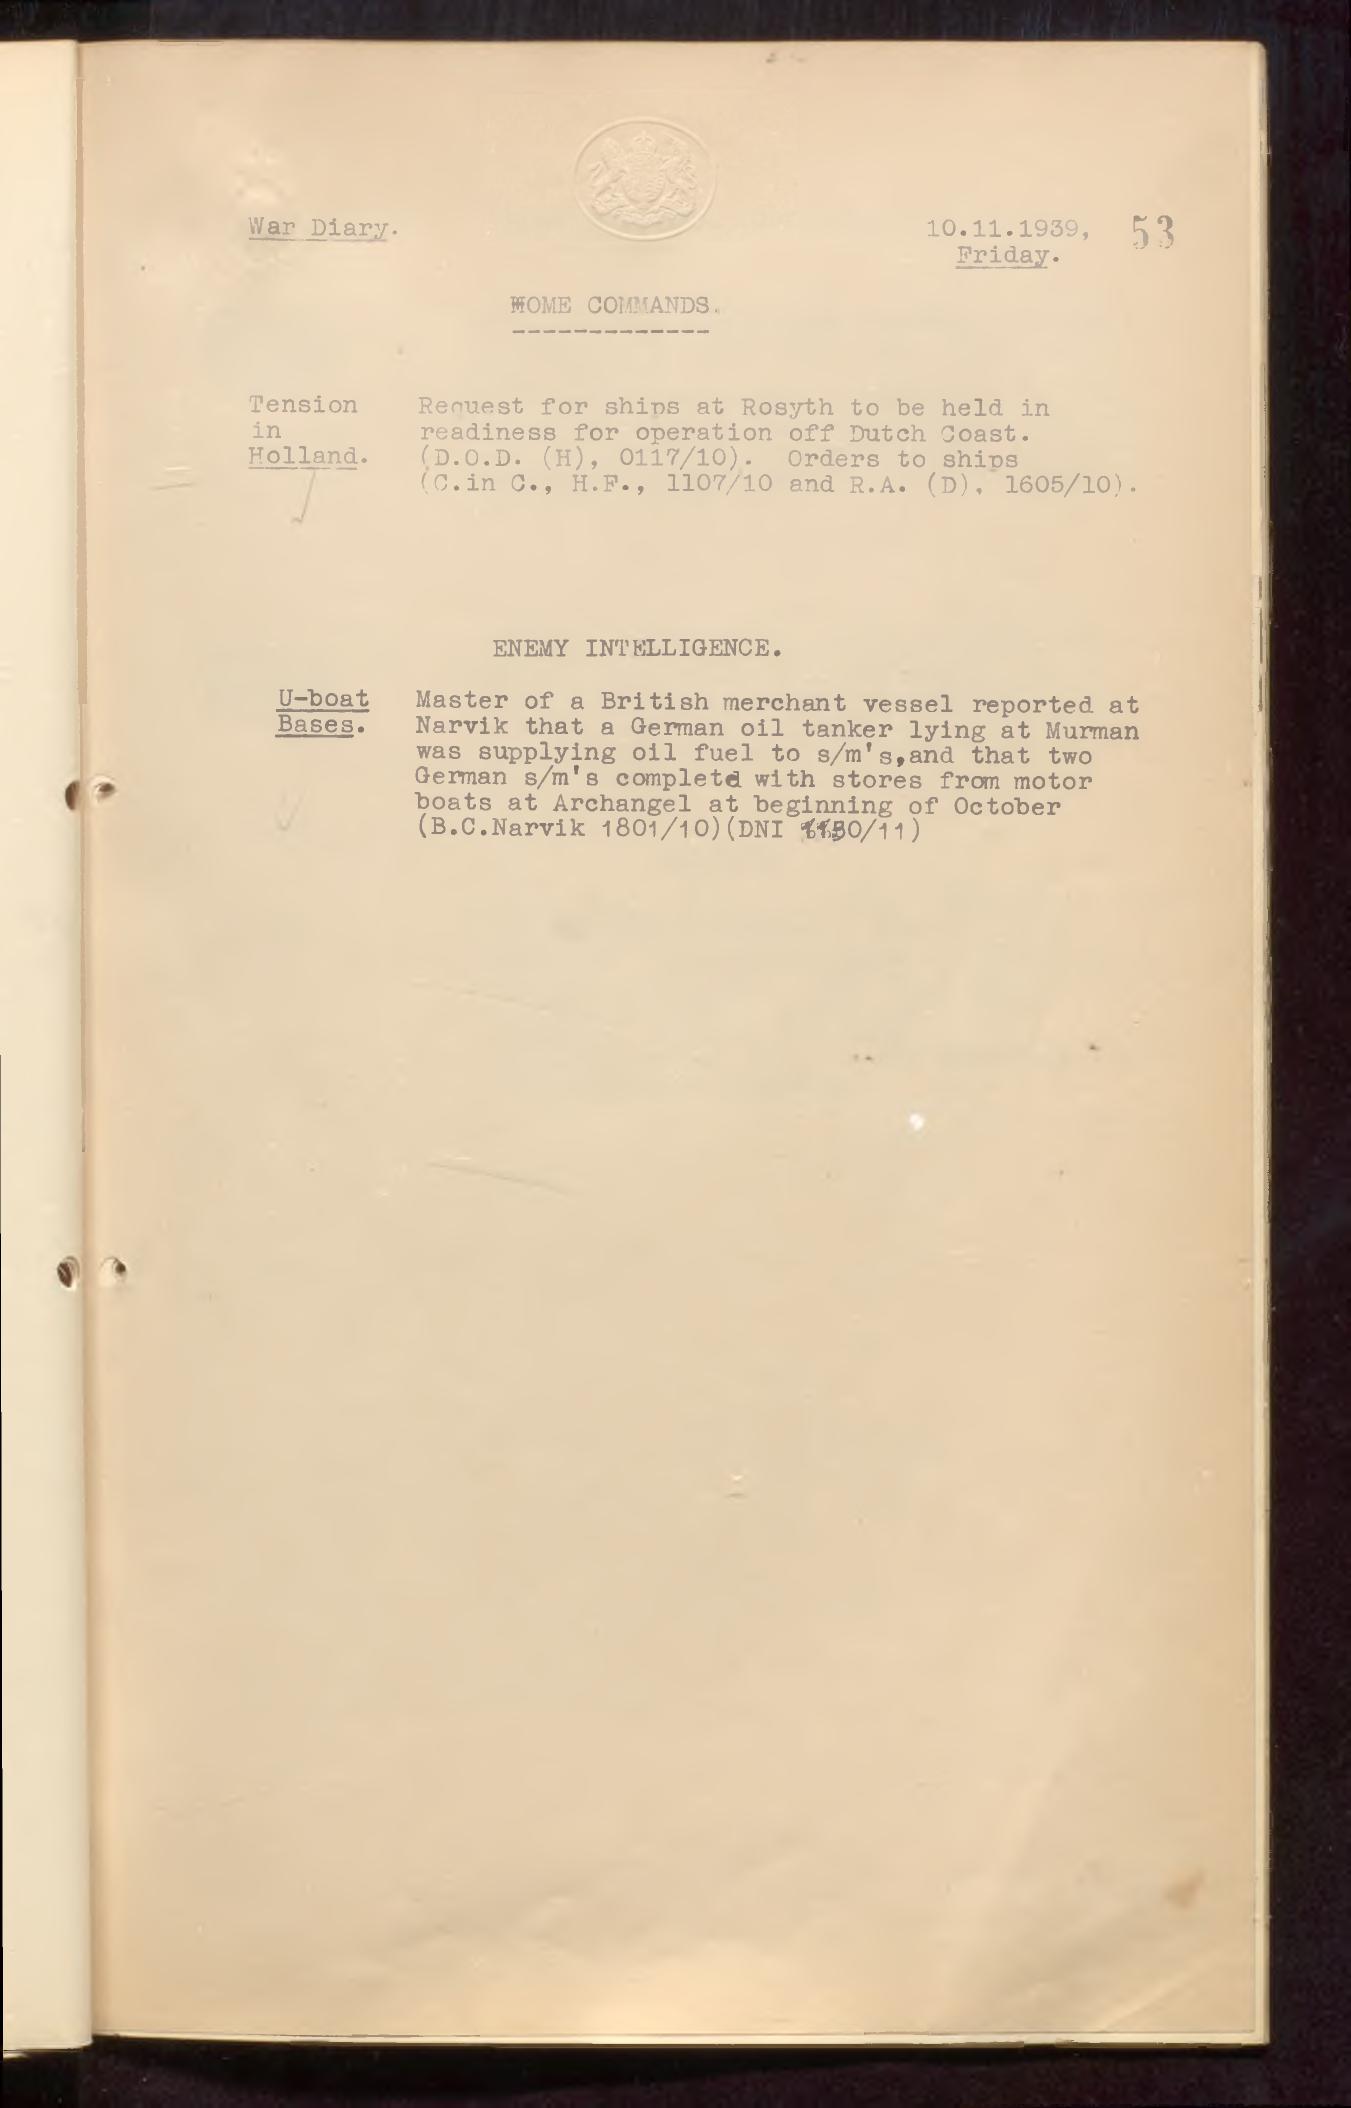 War Diary.
10.11.1939, 53
Friday.
HOME COMMANDS.
-------------
Tension Request for ships at Rosyth to be held in
in readiness for operation off Dutch Coast.
Holland. (D.O.D. (H), 0117/10). Orders to ships
(C.in C., H.F., 1107/10 and R.A. (D), 1605/10).
ENEMY INTELLIGENCE.
U-boat Master of a British merchant vessel reported at
Bases. Narvik that a German oil tanker lying at Murman
was supplying oil fuel to s/m's,and that two
German s/m's completd with stores from motor
boats at Archangel at beginning of October
(B.C.Narvik 1801/10)(DNI